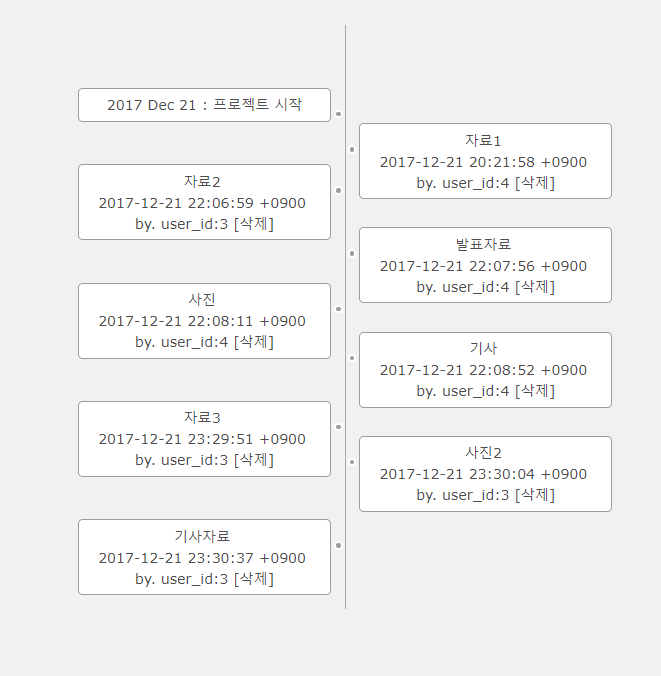 2017 Dec 21 : 프로젝트 시작
자료1
2017-12-21 20:21:58 +0900
by. user_id:4 [삭제]
자료2
2017-12-21 22:06:59 +0900
by. user_id:3 [삭제]
발표자료
2017-12-21 22:07:56 +0900
by. user_id:4 [삭제]
사진
2017-12-21 22:08:11 +0900
by. user_id:4 [삭제]
기사
2017-12-21 22:08:52 +0900
by. user_id:4 [삭제]
자료3
2017-12-21 23:29:51 +0900
by. user_id:3 [삭제]
사진2
2017-12-21 23:30:04 +0900
by. user_id:3 [삭제]
기사자료
2017-12-21 23:30:37 +0900
by. user_id:3 [삭제]